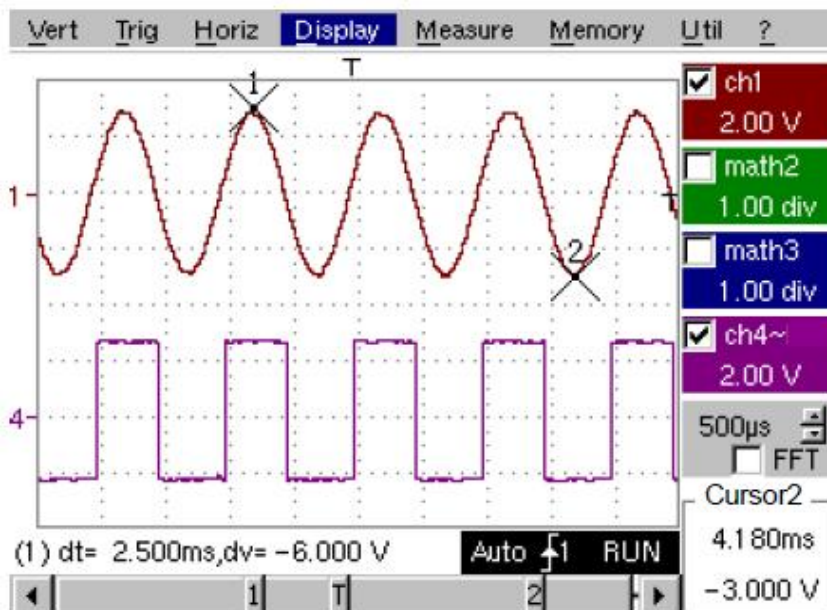 Vert Trig Horiz Display Measure Memory Util ?
T
1
2
1
T
4
ch1
2.00 V
math2
1.00 div
math3
1.00 div
ch4~
2.00 V
500µs
FFT
Cursor2
4.180ms
-3.000 V
(1) dt= 2.500ms,dv= -6.000 V
Auto 1 RUN
1 T 2